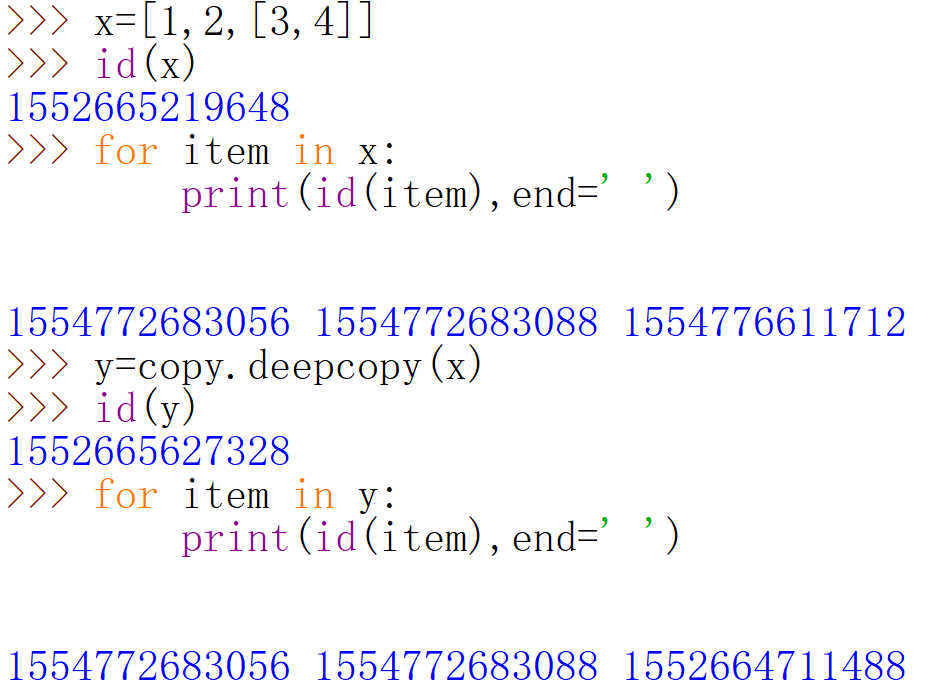 >>> x=[1,2,[3,4]]
>>> id(x)
1552665219648
>>> for item in x:
        print(id(item),end=' ')
1554772683056 1554772683088 1554776611712
>>> y=copy.deepcopy(x)
>>> id(y)
1552665627328
>>> for item in y:
        print(id(item),end=' ')
1554772683056 1554772683088 1552664711488